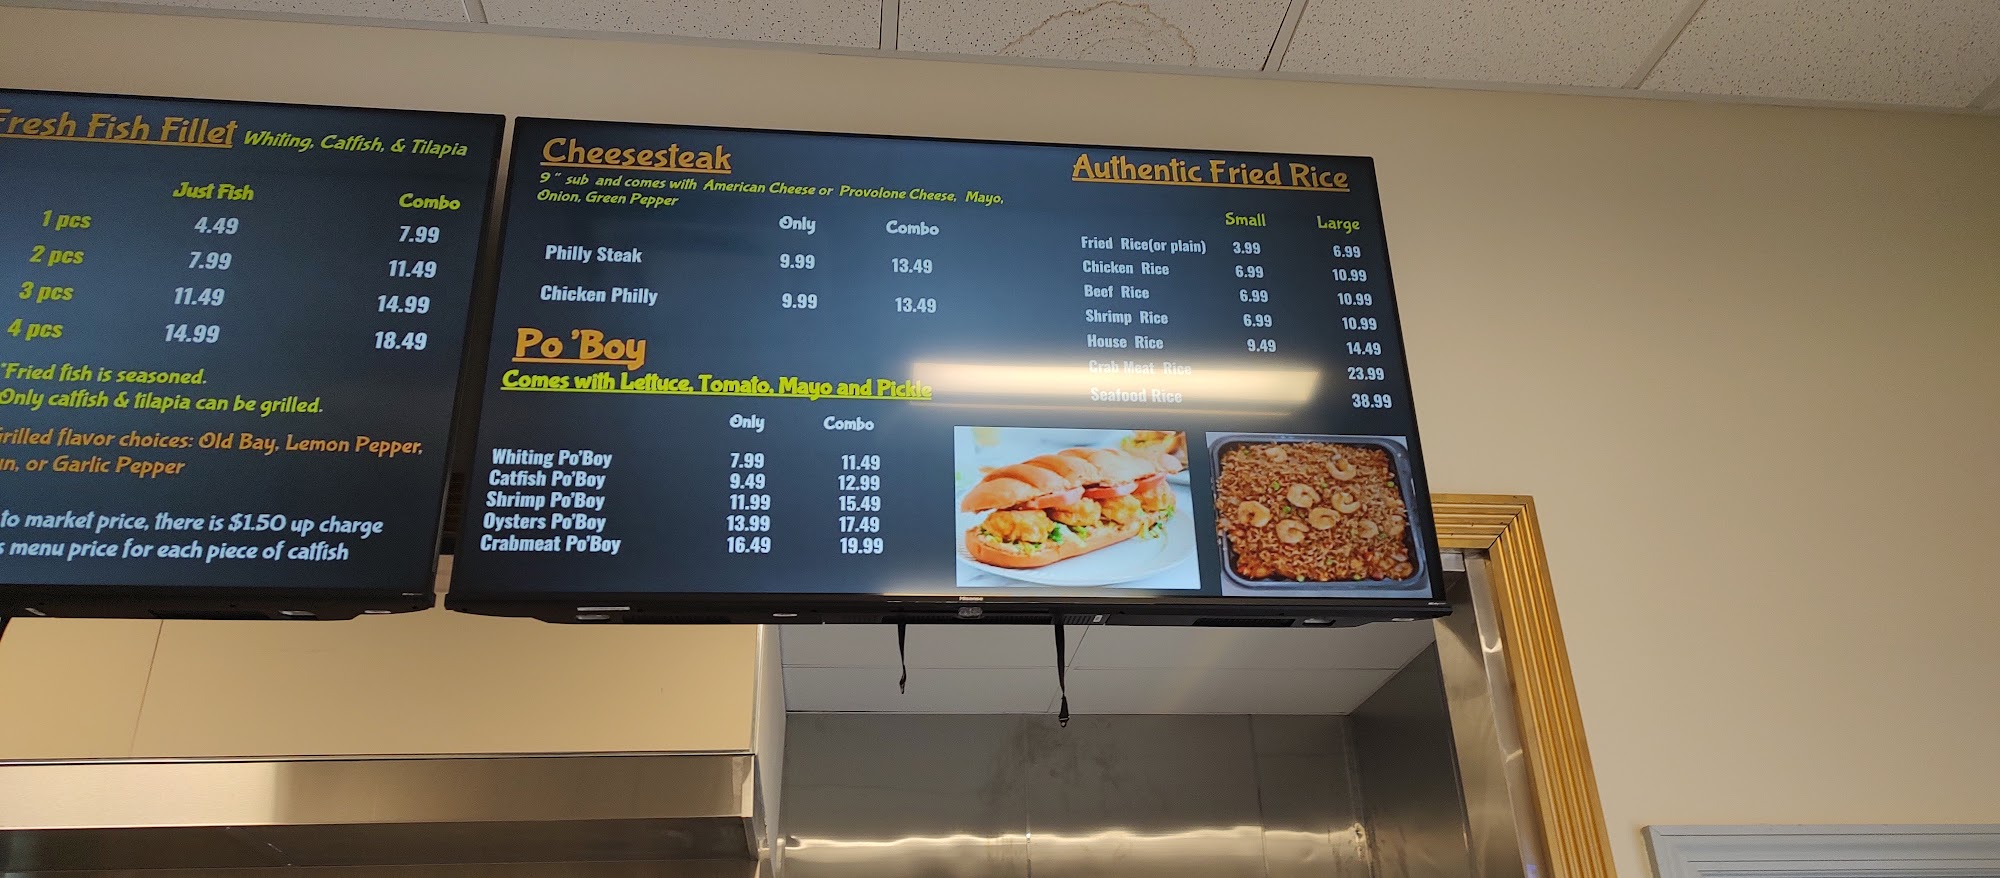 Fresh Fish Fillet Whiting, Catfish, & Tilapia
Just Fish Combo
1 pcs 4.49 7.99
2 pcs 7.99 11.49
3 pcs 11.49 14.99
4 pcs 14.99 18.49
*Fried fish is seasoned.
Only catfish & tilapia can be grilled.
Grilled flavor choices: Old Bay, Lemon Pepper,
or Garlic Pepper
to market price, there is $1.50 up charge
menu price for each piece of catfish
Cheesesteak
9" sub and comes with American Cheese or Provolone Cheese, Mayo,
Onion, Green Pepper
Only Combo
Philly Steak 9.99 13.49
Chicken Philly 9.99 13.49
Po'Boy
Comes with Lettuce, Tomato, Mayo and Pickle
Only Combo
Whiting Po'Boy 7.99 11.49
Catfish Po'Boy 9.49 12.99
Shrimp Po'Boy 11.99 15.49
Oysters Po'Boy 13.99 17.49
Crabmeat Po'Boy 16.49 19.99
Authentic Fried Rice
Small Large
Fried Rice(or plain) 3.99 6.99
Chicken Rice 6.99 10.99
Beef Rice 6.99 10.99
Shrimp Rice 6.99 10.99
House Rice 9.49 14.49
Crab Meat Rice 23.99
Seafood Rice 38.99
Hisense